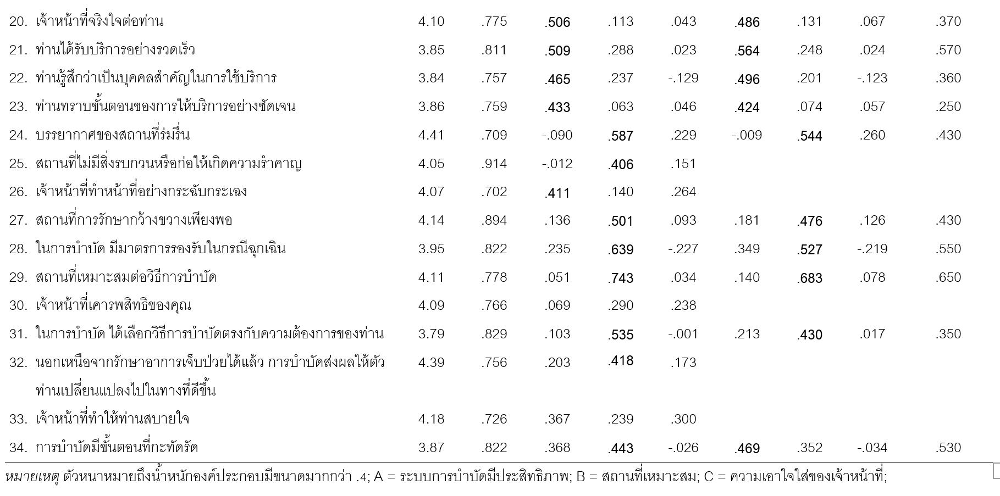 20. เจ้าหน้าที่จริงใจต่อท่าน 4.10 .775 .506 .113 .043 .486 .131 .067 .370
21. ท่านได้รับบริการอย่างรวดเร็ว 3.85 .811 .509 .288 .023 .564 .248 .024 .570
22. ท่านรู้สึกว่าเป็นบุคคลสำคัญในการใช้บริการ 3.84 .757 .465 .237 -.129 .496 .201 -.123 .360
23. ท่านทราบขั้นตอนของการให้บริการอย่างชัดเจน 3.86 .759 .433 .063 .046 .424 .074 .057 .250
24. บรรยากาศของสถานที่ร่มรื่น 4.41 .709 -.090 .587 .229 -.009 .544 .260 .430
25. สถานที่ไม่มีสิ่งรบกวนหรือก่อให้เกิดความรำคาญ 4.05 .914 -.012 .406 .151
26. เจ้าหน้าที่ทำหน้าที่อย่างกระฉับกระเฉง 4.07 .702 .411 .140 .264
27. สถานที่การรักษากว้างขวางเพียงพอ 4.14 .894 .136 .501 .093 .181 .476 .126 .430
28. ในการบำบัด มีมาตรการรองรับในกรณีฉุกเฉิน 3.95 .822 .235 .639 -.227 .349 .527 -.219 .550
29. สถานที่เหมาะสมต่อวิธีการบำบัด 4.11 .778 .051 .743 .034 .140 .683 .078 .650
30. เจ้าหน้าที่เคารพสิทธิของคุณ 4.09 .766 .069 .290 .238
31. ในการบำบัด ได้เลือกวิธีการบำบัดตรงกับความต้องการของท่าน 3.79 .829 .103 .535 -.001 .213 .430 .017 .350
32. นอกเหนือจากรักษาอาการเจ็บป่วยได้แล้ว การบำบัดส่งผลให้ตัว 4.39 .756 .203 .418 .173
ท่านเปลี่ยนแปลงไปในทางที่ดีขึ้น
33. เจ้าหน้าที่ทำให้ท่านสบายใจ 4.18 .726 .367 .239 .300
34. การบำบัดมีขั้นตอนที่กะทัดรัด 3.87 .822 .368 .443 -.026 .469 .352 -.034 .530
หมายเหตุ ตัวหนาหมายถึงน้ำหนักองค์ประกอบมีขนาดมากกว่า .4; A = ระบบการบำบัดมีประสิทธิภาพ; B = สถานที่เหมาะสม; C = ความเอาใจใส่ของเจ้าหน้าที่;